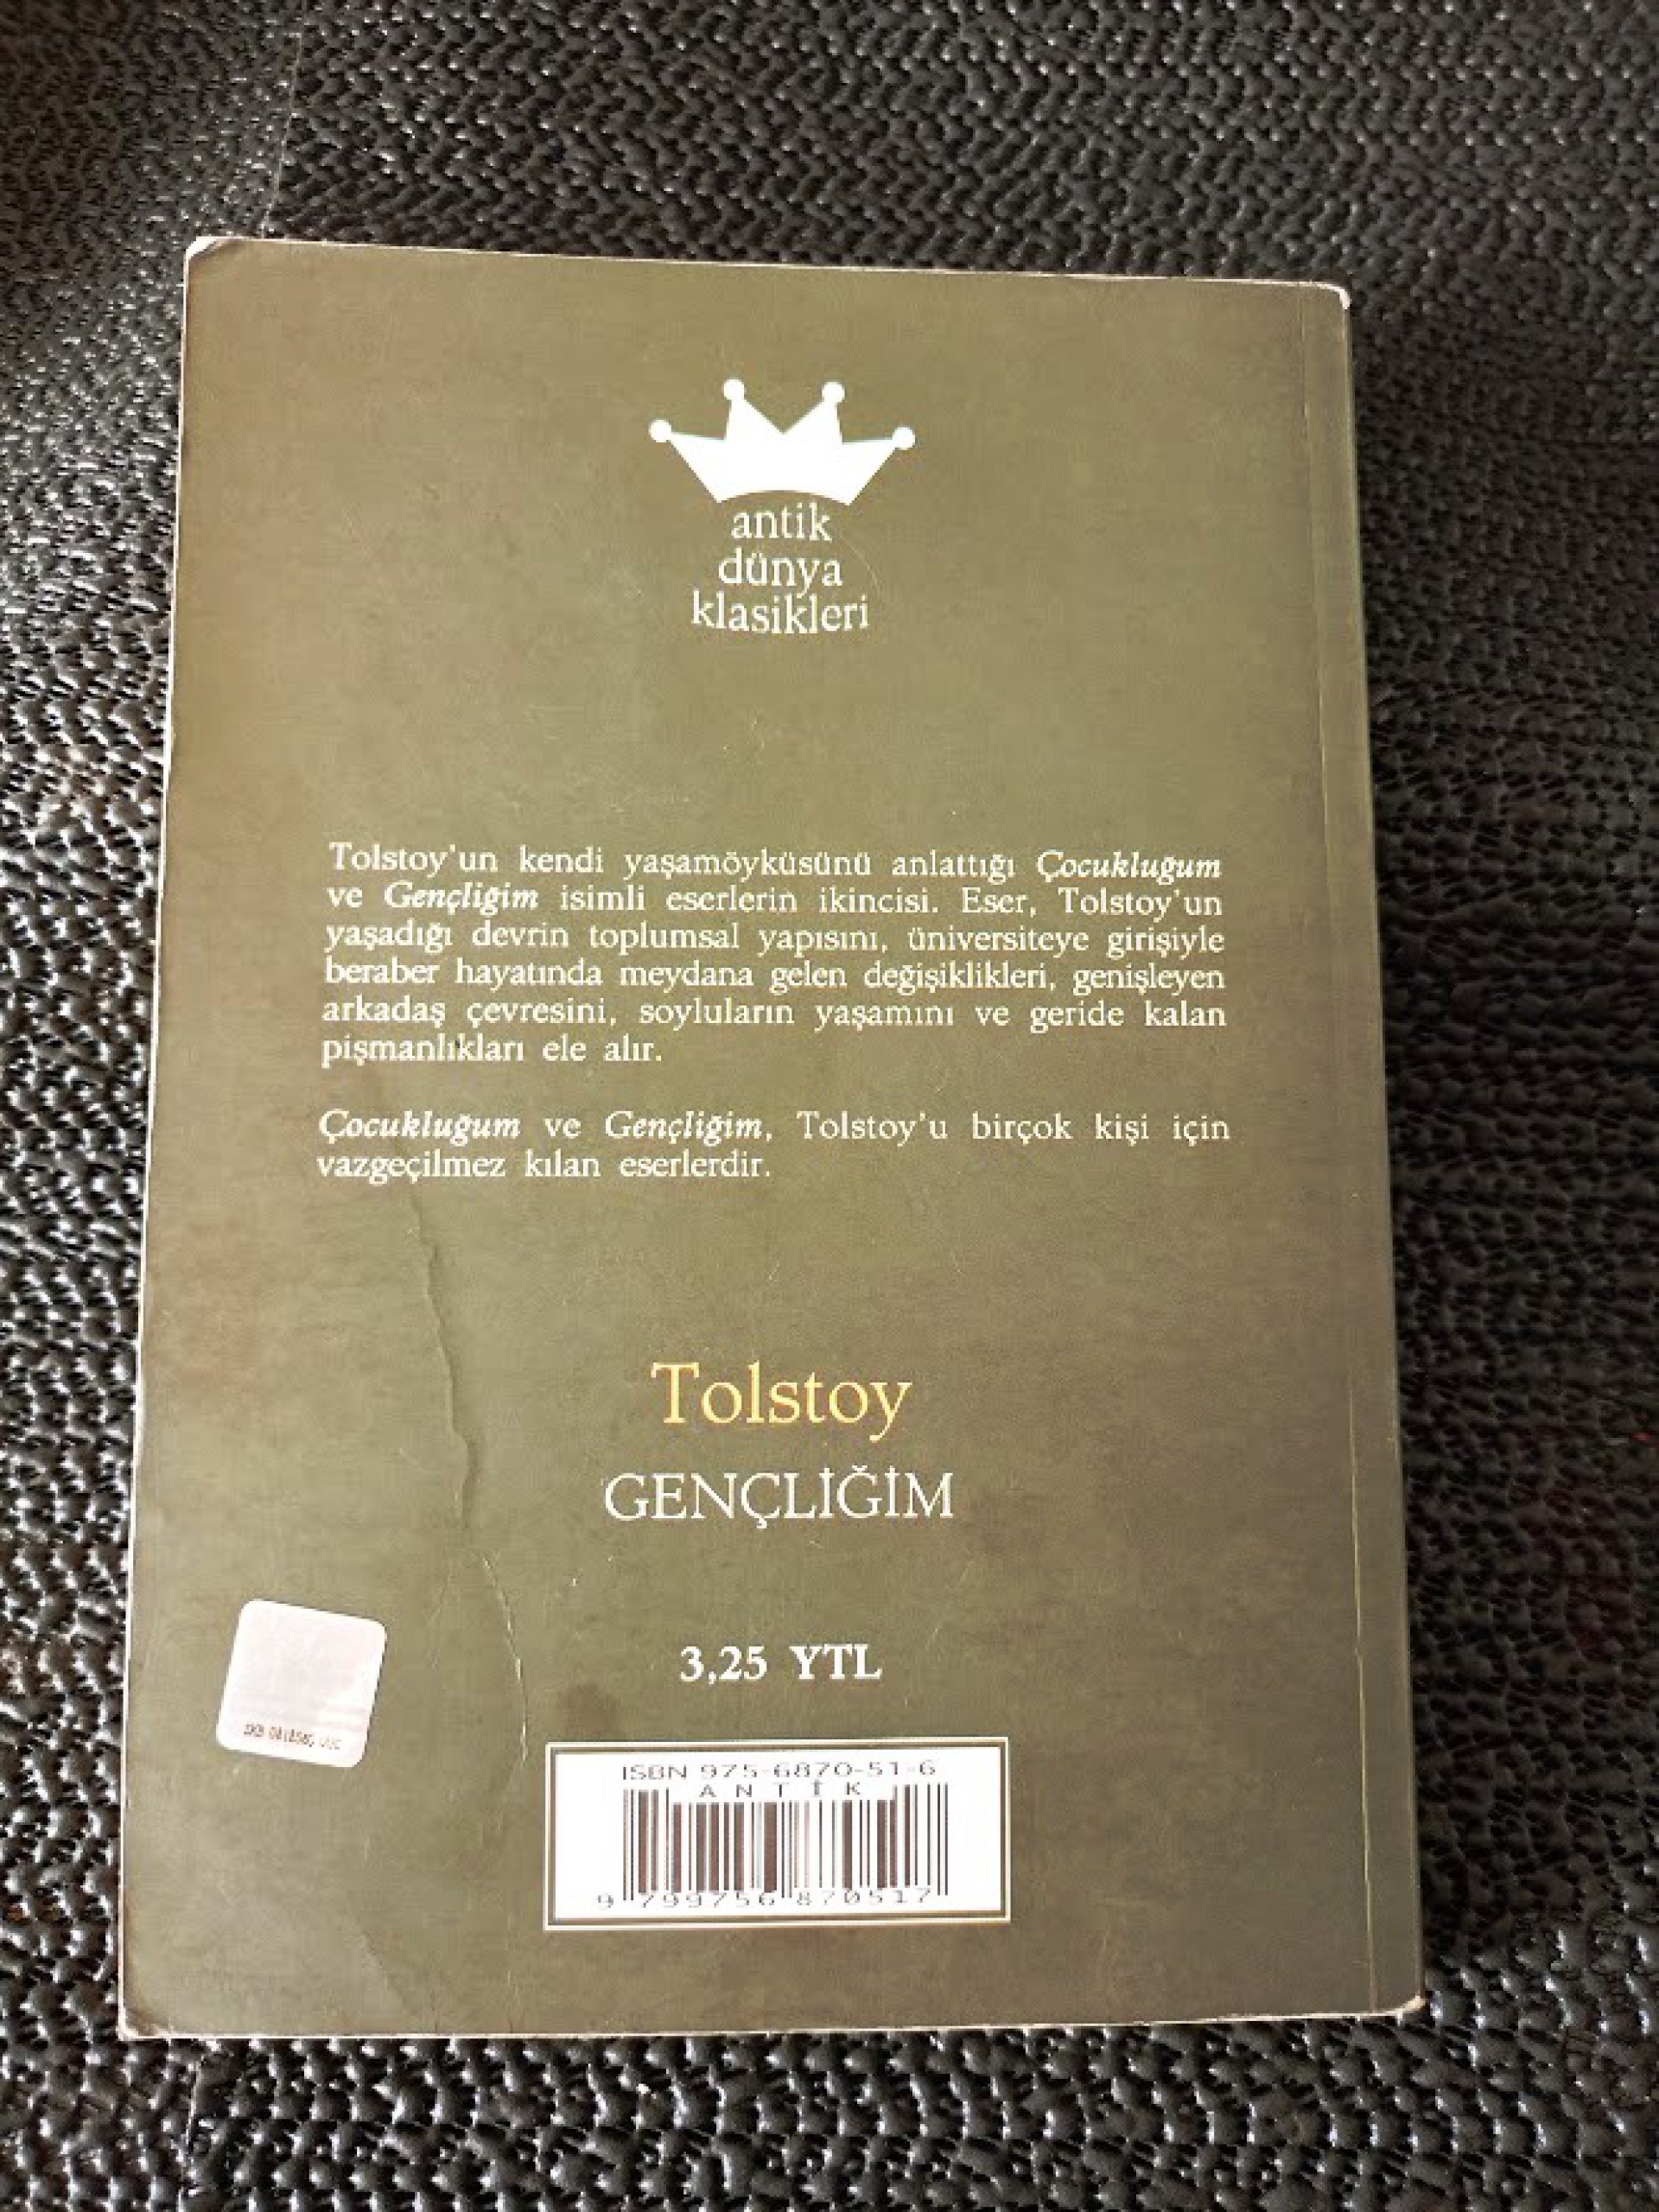 antik
dünya
klasikleri
Tolstoy'un kendi yaşamöyküsünü anlattığı Çocukluğum
ve Gençliğim isimli eserlerin ikincisi. Eser, Tolstoy'un
yaşadığı devrin toplumsal yapısını, üniversiteye girişiyle
beraber hayatında meydana gelen değişiklikleri, genişleyen
arkadaş çevresini, soyluların yaşamını ve geride kalan
pişmanlıkları ele alır.
Çocukluğum ve Gençliğim, Tolstoy'u birçok kişi için
vazgeçilmez kılan eserlerdir.
Tolstoy
GENÇLİĞİM
3,25 YTL
ISBN 975-6870-51-6
ANTİK
9 799756 870517